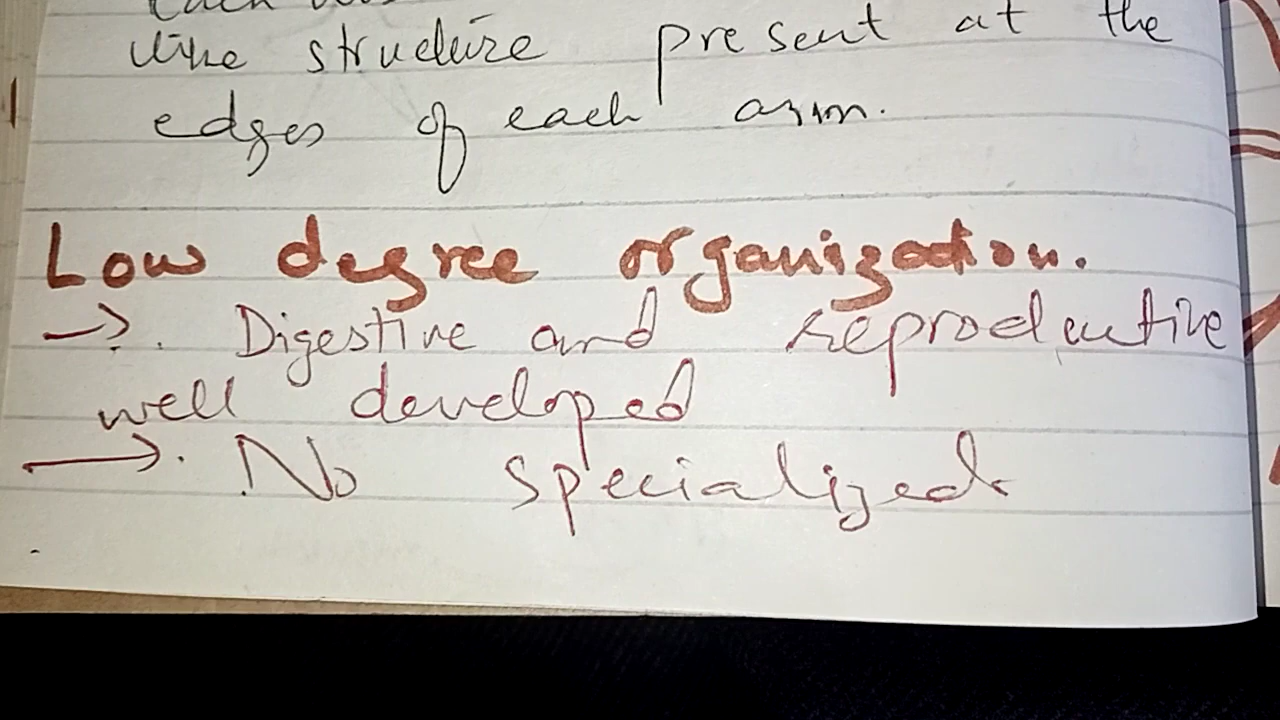 like structure present at the
edges of each arm.
Low degree organization.
→. Digestive and reproductive
well developed
→. No specialized